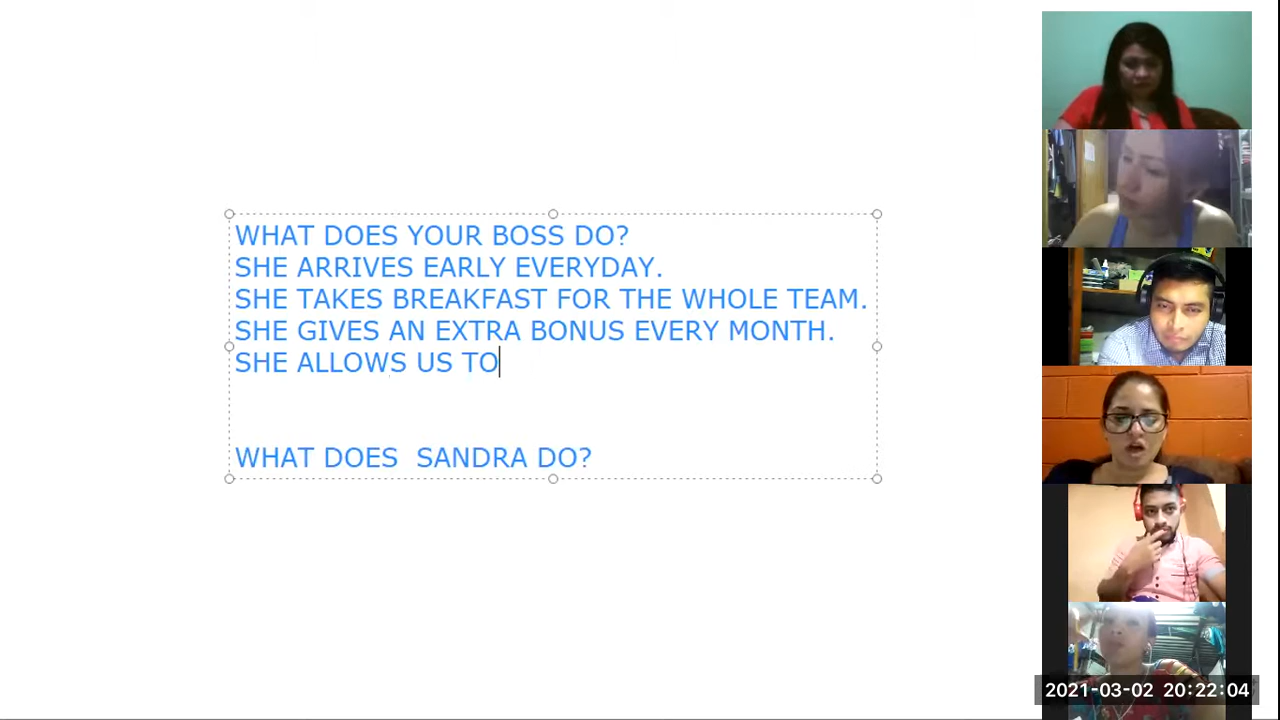 WHAT DOES YOUR BOSS DO?
SHE ARRIVES EARLY EVERYDAY.
SHE TAKES BREAKFAST FOR THE WHOLE TEAM.
SHE GIVES AN EXTRA BONUS EVERY MONTH.
SHE ALLOWS US TO
WHAT DOES  SANDRA DO?
2021-03-02 20:22:04